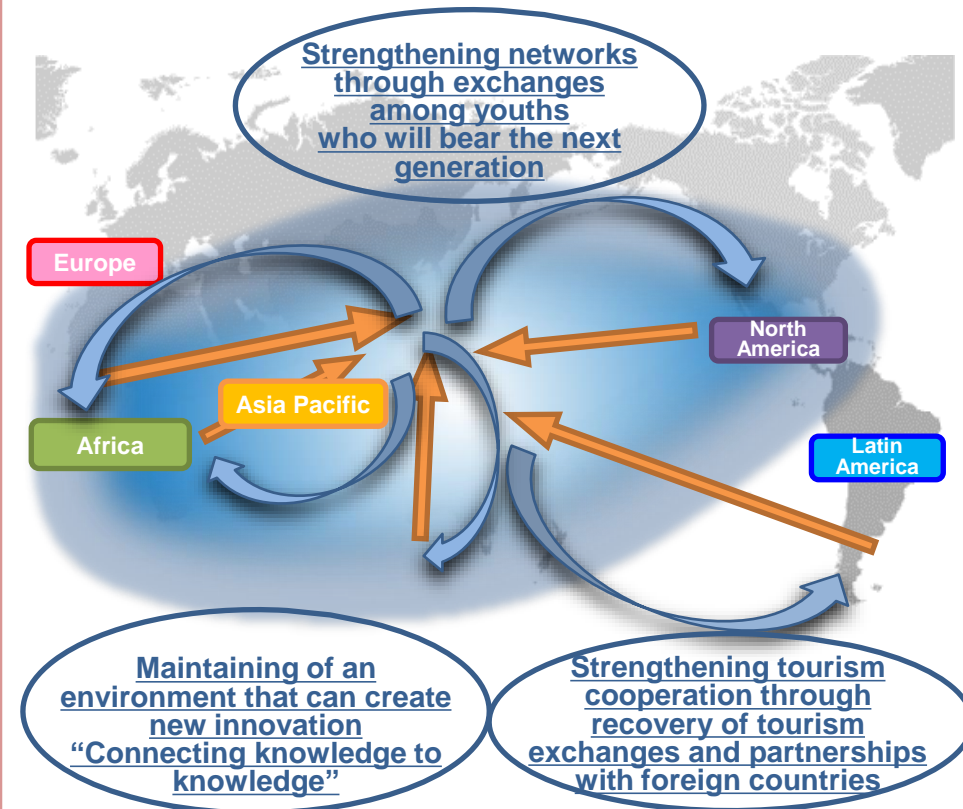 Strengthening networks
through exchanges
among youths
who will bear the next
generation
Europe
North
America
Asia Pacific
Africa
Latin
America
Maintaining of an
environment that can create
new innovation
“Connecting knowledge to
knowledge”
Strengthening tourism
cooperation through
recovery of tourism
exchanges and partnerships
with foreign countries